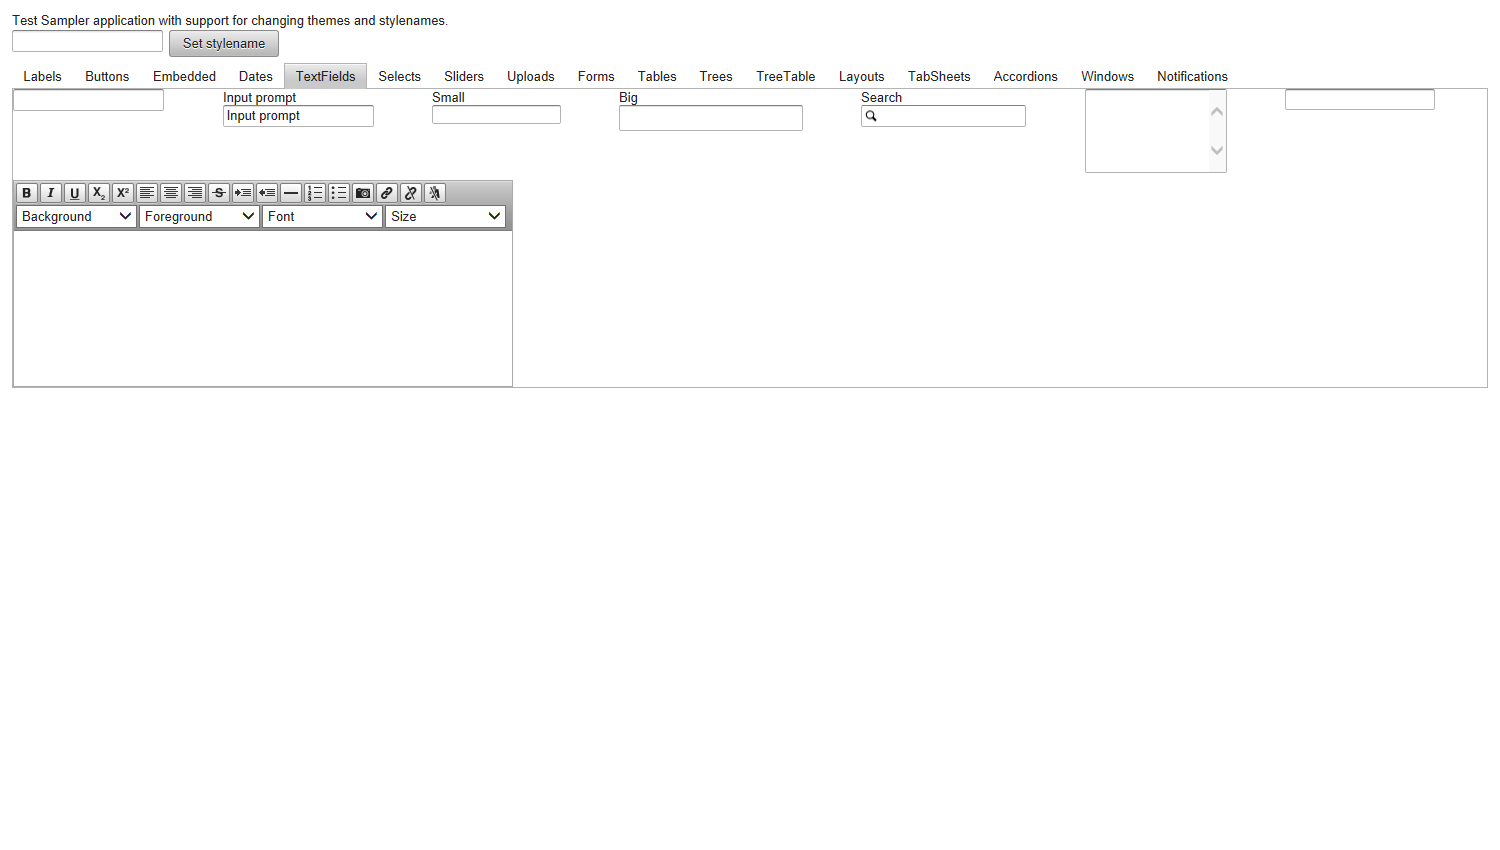 Test Sampler application with support for changing themes and stylenames.
Set stylename
Labels Buttons Embedded Dates TextFields Selects Sliders Uploads Forms Tables Trees TreeTable Layouts TabSheets Accordions Windows Notifications
Input prompt Small Big Search
Input prompt
B I U X2 X2 S
Background Foreground Font Size